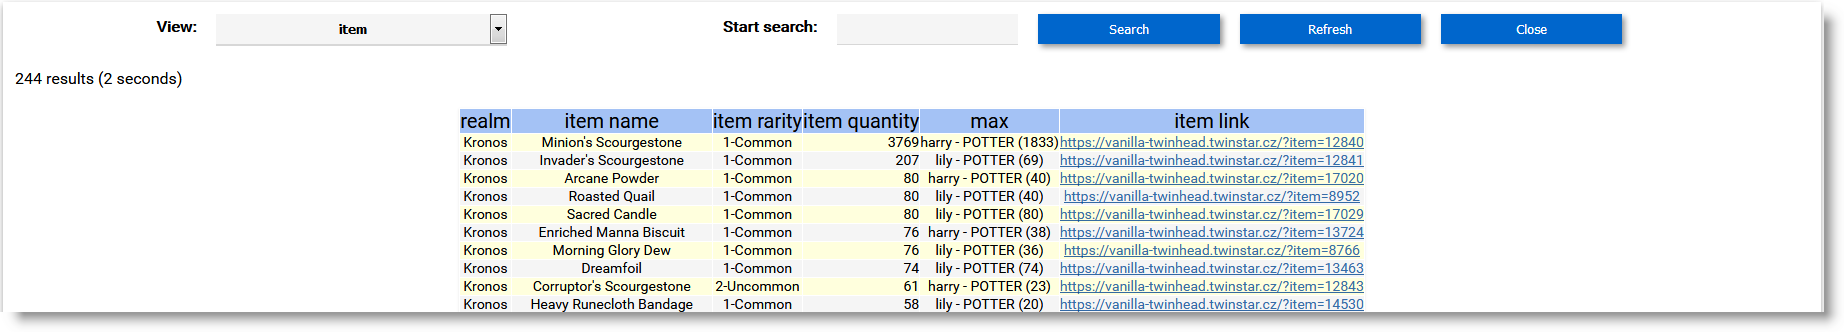 View: item Start search: Search Refresh Close
244 results (2 seconds)
realm item name item rarity item quantity max item link
Kronos Minion's Scourgestone 1-Common 3769 harry - POTTER (1833) https://vanilla-twinhead.twinstar.cz/?item=12840
Kronos Invader's Scourgestone 1-Common 207 lily - POTTER (69) https://vanilla-twinhead.twinstar.cz/?item=12841
Kronos Arcane Powder 1-Common 80 harry - POTTER (40) https://vanilla-twinhead.twinstar.cz/?item=17020
Kronos Roasted Quail 1-Common 80 lily - POTTER (40) https://vanilla-twinhead.twinstar.cz/?item=8952
Kronos Sacred Candle 1-Common 80 lily - POTTER (80) https://vanilla-twinhead.twinstar.cz/?item=17029
Kronos Enriched Manna Biscuit 1-Common 76 harry - POTTER (38) https://vanilla-twinhead.twinstar.cz/?item=13724
Kronos Morning Glory Dew 1-Common 76 lily - POTTER (36) https://vanilla-twinhead.twinstar.cz/?item=8766
Kronos Dreamfoil 1-Common 74 lily - POTTER (74) https://vanilla-twinhead.twinstar.cz/?item=13463
Kronos Corruptor's Scourgestone 2-Uncommon 61 harry - POTTER (23) https://vanilla-twinhead.twinstar.cz/?item=12843
Kronos Heavy Runecloth Bandage 1-Common 58 lily - POTTER (20) https://vanilla-twinhead.twinstar.cz/?item=14530